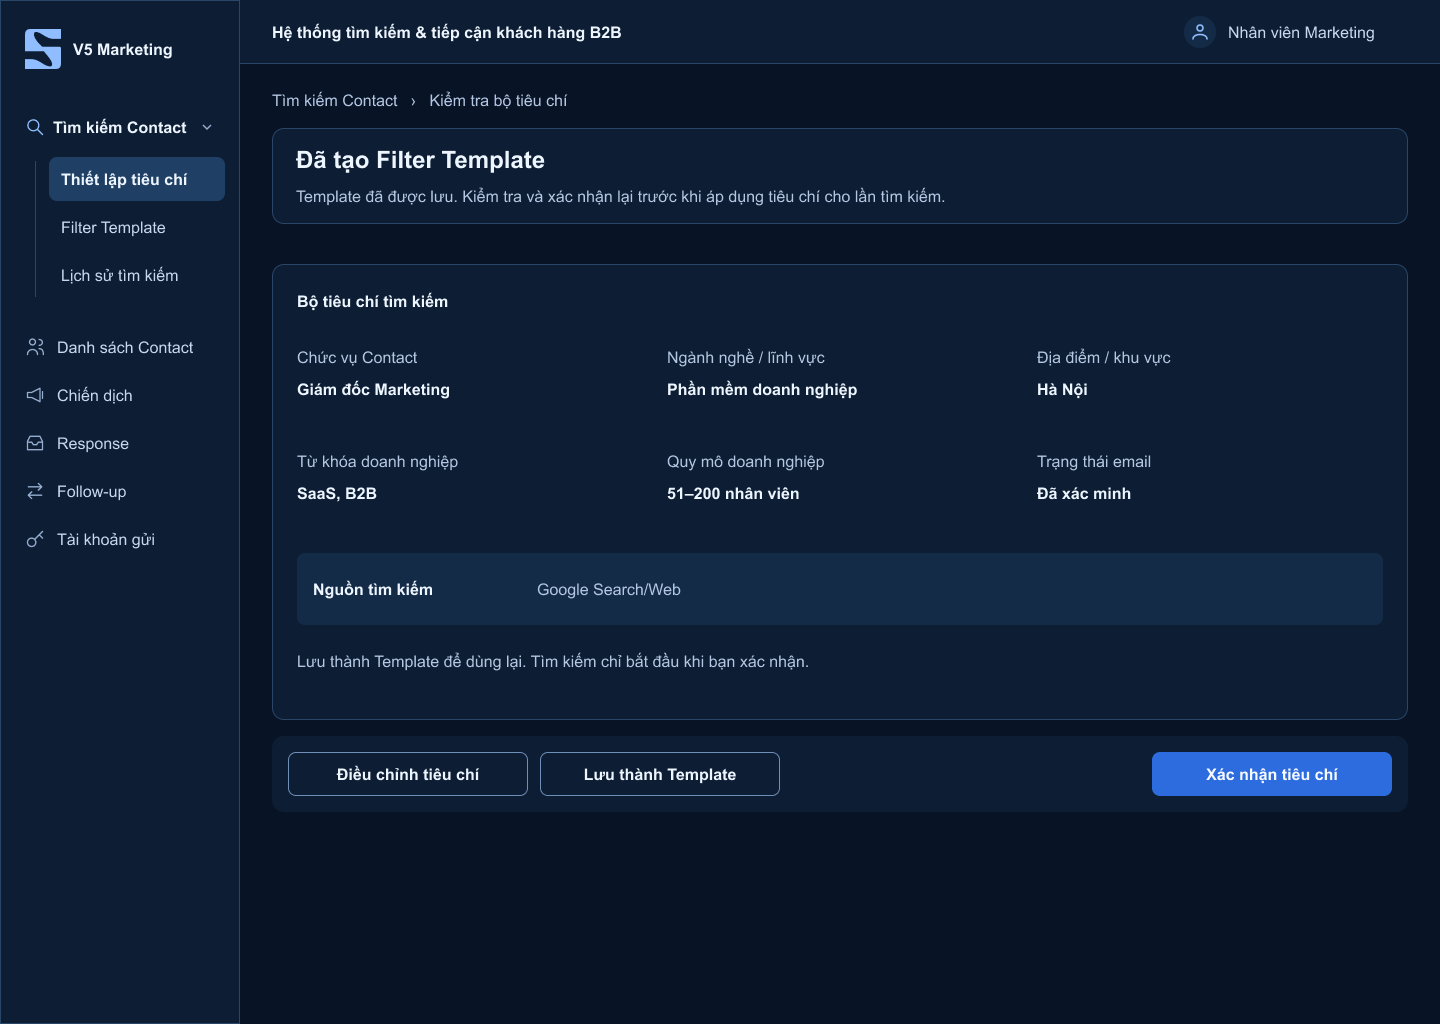 V5 Marketing
Hệ thống tìm kiếm & tiếp cận khách hàng B2B
Nhân viên Marketing
Tìm kiếm Contact
Thiết lập tiêu chí
Filter Template
Lịch sử tìm kiếm
Danh sách Contact
Chiến dịch
Response
Follow-up
Tài khoản gửi
Tìm kiếm Contact › Kiểm tra bộ tiêu chí
Đã tạo Filter Template
Template đã được lưu. Kiểm tra và xác nhận lại trước khi áp dụng tiêu chí cho lần tìm kiếm.
Bộ tiêu chí tìm kiếm
Chức vụ Contact
Giám đốc Marketing
Ngành nghề / lĩnh vực
Phần mềm doanh nghiệp
Địa điểm / khu vực
Hà Nội
Từ khóa doanh nghiệp
SaaS, B2B
Quy mô doanh nghiệp
51–200 nhân viên
Trạng thái email
Đã xác minh
Nguồn tìm kiếm
Google Search/Web
Lưu thành Template để dùng lại. Tìm kiếm chỉ bắt đầu khi bạn xác nhận.
Điều chỉnh tiêu chí
Lưu thành Template
Xác nhận tiêu chí